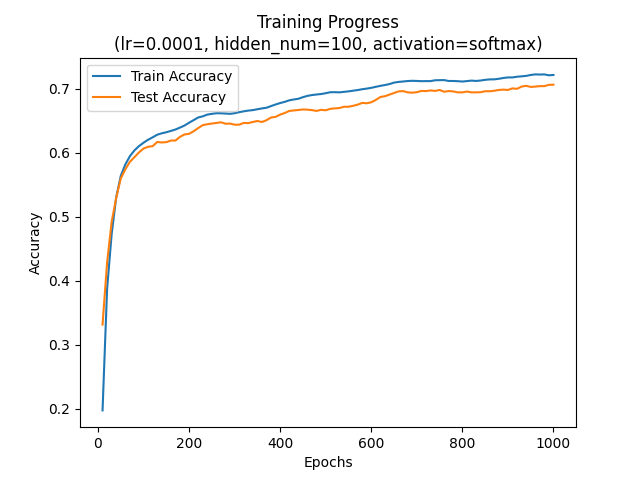 Training Progress
(lr=0.0001, hidden_num=100, activation=softmax)
Train Accuracy
Test Accuracy
Accuracy
0.7
0.6
0.5
0.4
0.3
0.2
0
200
400
600
800
1000
Epochs